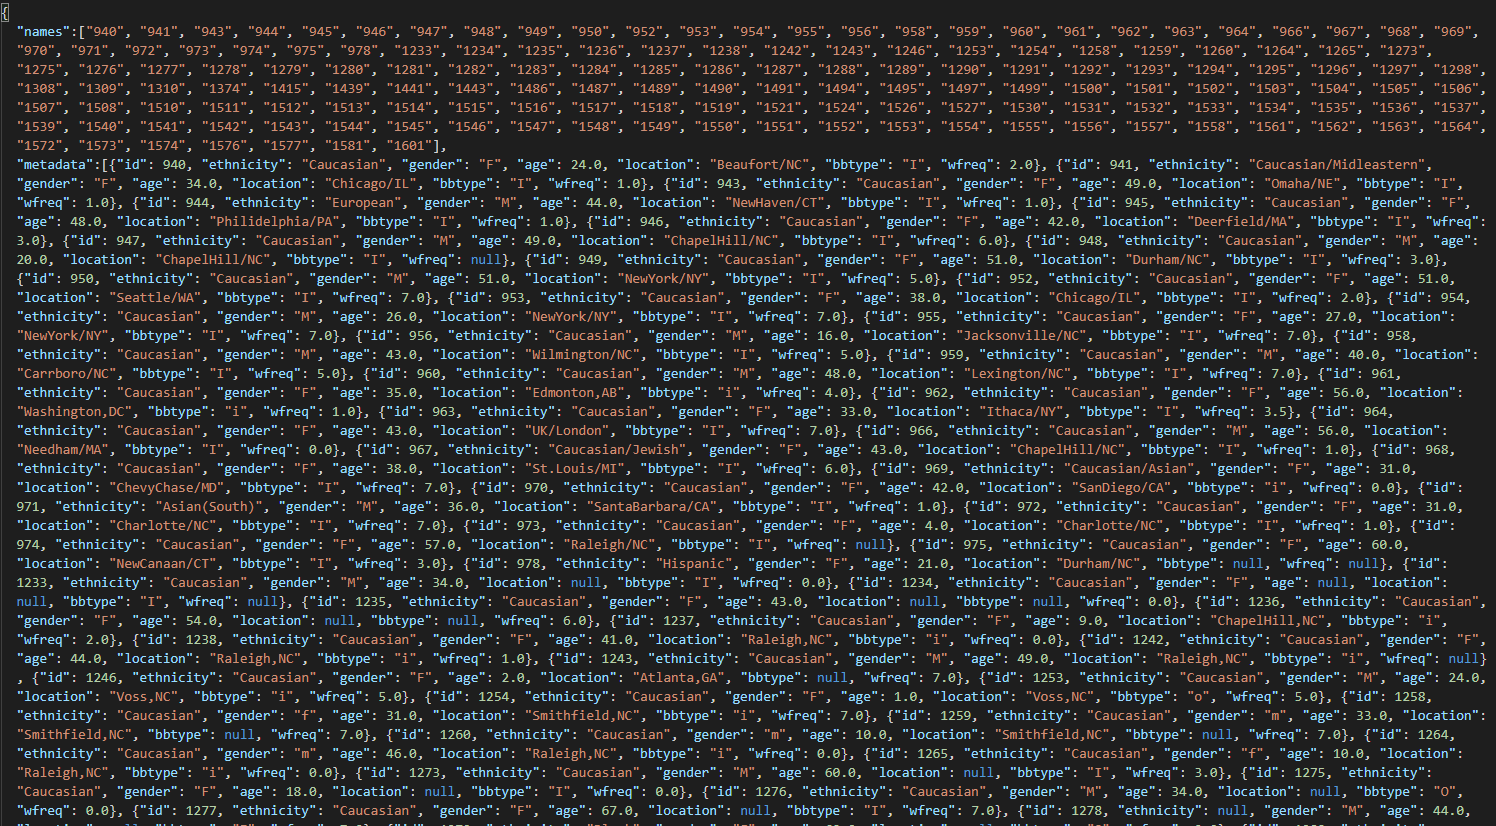 {
"names":["940", "941", "943", "944", "945", "946", "947", "948", "949", "950", "952", "953", "954", "955", "956", "958", "959", "960", "961", "962", "963", "964", "966", "967", "968", "969",
"970", "971", "972", "973", "974", "975", "978", "1233", "1234", "1235", "1236", "1237", "1238", "1242", "1243", "1246", "1253", "1254", "1258", "1259", "1260", "1264", "1265", "1273",
"1275", "1276", "1277", "1278", "1279", "1280", "1281", "1282", "1283", "1284", "1285", "1286", "1287", "1288", "1289", "1290", "1291", "1292", "1293", "1294", "1295", "1296", "1297", "1298",
"1308", "1309", "1310", "1374", "1415", "1439", "1441", "1443", "1486", "1487", "1489", "1490", "1491", "1494", "1495", "1497", "1499", "1500", "1501", "1502", "1503", "1504", "1505", "1506",
"1507", "1508", "1510", "1511", "1512", "1513", "1514", "1515", "1516", "1517", "1518", "1519", "1521", "1524", "1526", "1527", "1530", "1531", "1532", "1533", "1534", "1535", "1536", "1537",
"1539", "1540", "1541", "1542", "1543", "1544", "1545", "1546", "1547", "1548", "1549", "1550", "1551", "1552", "1553", "1554", "1555", "1556", "1557", "1558", "1561", "1562", "1563", "1564",
"1572", "1573", "1574", "1576", "1577", "1581", "1601"],
"metadata":[{"id": 940, "ethnicity": "Caucasian", "gender": "F", "age": 24.0, "location": "Beaufort/NC", "bbtype": "I", "wfreq": 2.0}, {"id": 941, "ethnicity": "Caucasian/Midleastern",
"gender": "F", "age": 34.0, "location": "Chicago/IL", "bbtype": "I", "wfreq": 1.0}, {"id": 943, "ethnicity": "Caucasian", "gender": "F", "age": 49.0, "location": "Omaha/NE", "bbtype": "I",
"wfreq": 1.0}, {"id": 944, "ethnicity": "European", "gender": "M", "age": 44.0, "location": "NewHaven/CT", "bbtype": "I", "wfreq": 1.0}, {"id": 945, "ethnicity": "Caucasian", "gender": "F",
"age": 48.0, "location": "Philidelphia/PA", "bbtype": "I", "wfreq": 1.0}, {"id": 946, "ethnicity": "Caucasian", "gender": "F", "age": 42.0, "location": "Deerfield/MA", "bbtype": "I", "wfreq":
3.0}, {"id": 947, "ethnicity": "Caucasian", "gender": "M", "age": 49.0, "location": "ChapelHill/NC", "bbtype": "I", "wfreq": 6.0}, {"id": 948, "ethnicity": "Caucasian", "gender": "M", "age":
20.0, "location": "ChapelHill/NC", "bbtype": "I", "wfreq": null}, {"id": 949, "ethnicity": "Caucasian", "gender": "F", "age": 51.0, "location": "Durham/NC", "bbtype": "I", "wfreq": 3.0},
{"id": 950, "ethnicity": "Caucasian", "gender": "M", "age": 51.0, "location": "NewYork/NY", "bbtype": "I", "wfreq": 5.0}, {"id": 952, "ethnicity": "Caucasian", "gender": "F", "age": 51.0,
"location": "Seattle/WA", "bbtype": "I", "wfreq": 7.0}, {"id": 953, "ethnicity": "Caucasian", "gender": "F", "age": 38.0, "location": "Chicago/IL", "bbtype": "I", "wfreq": 2.0}, {"id": 954,
"ethnicity": "Caucasian", "gender": "M", "age": 26.0, "location": "NewYork/NY", "bbtype": "I", "wfreq": 7.0}, {"id": 955, "ethnicity": "Caucasian", "gender": "F", "age": 27.0, "location":
"NewYork/NY", "bbtype": "I", "wfreq": 7.0}, {"id": 956, "ethnicity": "Caucasian", "gender": "M", "age": 16.0, "location": "Jacksonville/NC", "bbtype": "I", "wfreq": 7.0}, {"id": 958,
"ethnicity": "Caucasian", "gender": "M", "age": 43.0, "location": "Wilmington/NC", "bbtype": "I", "wfreq": 5.0}, {"id": 959, "ethnicity": "Caucasian", "gender": "M", "age": 40.0, "location":
"Carrboro/NC", "bbtype": "I", "wfreq": 5.0}, {"id": 960, "ethnicity": "Caucasian", "gender": "M", "age": 48.0, "location": "Lexington/NC", "bbtype": "I", "wfreq": 7.0}, {"id": 961,
"ethnicity": "Caucasian", "gender": "F", "age": 35.0, "location": "Edmonton,AB", "bbtype": "i", "wfreq": 4.0}, {"id": 962, "ethnicity": "Caucasian", "gender": "F", "age": 56.0, "location":
"Washington,DC", "bbtype": "i", "wfreq": 1.0}, {"id": 963, "ethnicity": "Caucasian", "gender": "F", "age": 33.0, "location": "Ithaca/NY", "bbtype": "I", "wfreq": 3.5}, {"id": 964,
"ethnicity": "Caucasian", "gender": "F", "age": 43.0, "location": "UK/London", "bbtype": "I", "wfreq": 7.0}, {"id": 966, "ethnicity": "Caucasian", "gender": "M", "age": 56.0, "location":
"Needham/MA", "bbtype": "I", "wfreq": 0.0}, {"id": 967, "ethnicity": "Caucasian/Jewish", "gender": "F", "age": 43.0, "location": "ChapelHill/NC", "bbtype": "I", "wfreq": 1.0}, {"id": 968,
"ethnicity": "Caucasian", "gender": "F", "age": 38.0, "location": "St.Louis/MI", "bbtype": "I", "wfreq": 6.0}, {"id": 969, "ethnicity": "Caucasian/Asian", "gender": "F", "age": 31.0,
"location": "ChevyChase/MD", "bbtype": "I", "wfreq": 7.0}, {"id": 970, "ethnicity": "Caucasian", "gender": "F", "age": 42.0, "location": "SanDiego/CA", "bbtype": "i", "wfreq": 0.0}, {"id":
971, "ethnicity": "Asian(South)", "gender": "M", "age": 36.0, "location": "SantaBarbara/CA", "bbtype": "I", "wfreq": 1.0}, {"id": 972, "ethnicity": "Caucasian", "gender": "F", "age": 31.0,
"location": "Charlotte/NC", "bbtype": "I", "wfreq": 7.0}, {"id": 973, "ethnicity": "Caucasian", "gender": "F", "age": 4.0, "location": "Charlotte/NC", "bbtype": "I", "wfreq": 1.0}, {"id":
974, "ethnicity": "Caucasian", "gender": "F", "age": 57.0, "location": "Raleigh/NC", "bbtype": "I", "wfreq": null}, {"id": 975, "ethnicity": "Caucasian", "gender": "F", "age": 60.0,
"location": "NewCanaan/CT", "bbtype": "I", "wfreq": 3.0}, {"id": 978, "ethnicity": "Hispanic", "gender": "F", "age": 21.0, "location": "Durham/NC", "bbtype": null, "wfreq": null}, {"id":
1233, "ethnicity": "Caucasian", "gender": "M", "age": 34.0, "location": null, "bbtype": "I", "wfreq": 0.0}, {"id": 1234, "ethnicity": "Caucasian", "gender": "F", "age": null, "location":
null, "bbtype": "I", "wfreq": null}, {"id": 1235, "ethnicity": "Caucasian", "gender": "F", "age": 43.0, "location": null, "bbtype": null, "wfreq": 0.0}, {"id": 1236, "ethnicity": "Caucasian",
"gender": "F", "age": 54.0, "location": null, "bbtype": null, "wfreq": 6.0}, {"id": 1237, "ethnicity": "Caucasian", "gender": "F", "age": 9.0, "location": "ChapelHill,NC", "bbtype": "i",
"wfreq": 2.0}, {"id": 1238, "ethnicity": "Caucasian", "gender": "F", "age": 41.0, "location": "Raleigh,NC", "bbtype": "i", "wfreq": 0.0}, {"id": 1242, "ethnicity": "Caucasian", "gender": "F",
"age": 44.0, "location": "Raleigh,NC", "bbtype": "i", "wfreq": 1.0}, {"id": 1243, "ethnicity": "Caucasian", "gender": "M", "age": 49.0, "location": "Raleigh,NC", "bbtype": "i", "wfreq": null}
, {"id": 1246, "ethnicity": "Caucasian", "gender": "F", "age": 2.0, "location": "Atlanta,GA", "bbtype": null, "wfreq": 7.0}, {"id": 1253, "ethnicity": "Caucasian", "gender": "M", "age": 24.0,
"location": "Voss,NC", "bbtype": "i", "wfreq": 5.0}, {"id": 1254, "ethnicity": "Caucasian", "gender": "F", "age": 1.0, "location": "Voss,NC", "bbtype": "o", "wfreq": 5.0}, {"id": 1258,
"ethnicity": "Caucasian", "gender": "f", "age": 31.0, "location": "Smithfield,NC", "bbtype": "i", "wfreq": 7.0}, {"id": 1259, "ethnicity": "Caucasian", "gender": "m", "age": 33.0, "location":
"Smithfield,NC", "bbtype": null, "wfreq": 7.0}, {"id": 1260, "ethnicity": "Caucasian", "gender": "m", "age": 10.0, "location": "Smithfield,NC", "bbtype": null, "wfreq": 7.0}, {"id": 1264,
"ethnicity": "Caucasian", "gender": "m", "age": 46.0, "location": "Raleigh,NC", "bbtype": "i", "wfreq": 0.0}, {"id": 1265, "ethnicity": "Caucasian", "gender": "f", "age": 10.0, "location":
"Raleigh,NC", "bbtype": "i", "wfreq": 0.0}, {"id": 1273, "ethnicity": "Caucasian", "gender": "M", "age": 60.0, "location": null, "bbtype": "I", "wfreq": 3.0}, {"id": 1275, "ethnicity":
"Caucasian", "gender": "F", "age": 18.0, "location": null, "bbtype": "I", "wfreq": 0.0}, {"id": 1276, "ethnicity": "Caucasian", "gender": "M", "age": 34.0, "location": null, "bbtype": "O",
"wfreq": 0.0}, {"id": 1277, "ethnicity": "Caucasian", "gender": "F", "age": 67.0, "location": null, "bbtype": "I", "wfreq": 7.0}, {"id": 1278, "ethnicity": null, "gender": "M", "age": 44.0,